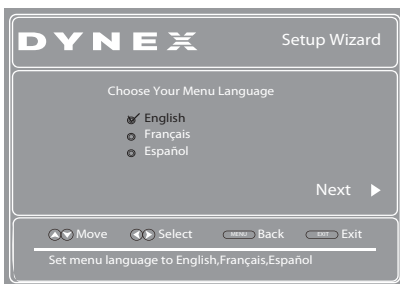 DYNEX
Setup Wizard
Choose Your Menu Language
English
Français
Español
Next
Move Select MENU Back EXIT Exit
Set menu language to English,Français,Español